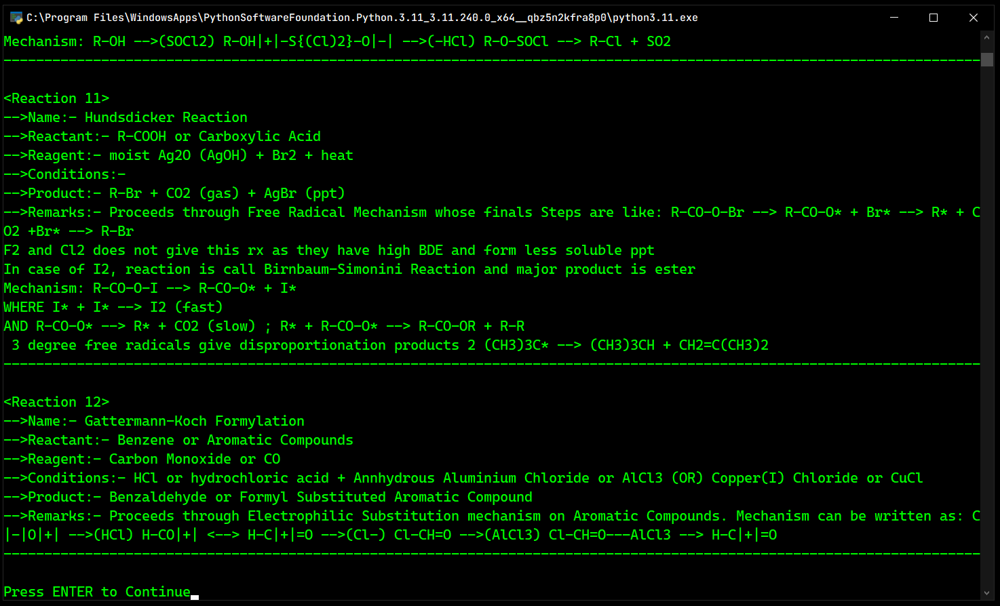 C:\Program Files\WindowsApps\PythonSoftwareFoundation.Python.3.11_3.11.240.0_x64__qbz5n2kfra8p0\python3.11.exe
Mechanism: R-OH -->(SOCl2) R-OH|+|-S{(Cl)2}-O|-| -->(-HCl) R-O-SOCl --> R-Cl + SO2
------------------------------------------------------------------------------------------------------------------------
<Reaction 11>
-->Name:- Hundsdicker Reaction
-->Reactant:- R-COOH or Carboxylic Acid
-->Reagent:- moist Ag2O (AgOH) + Br2 + heat
-->Conditions:-
-->Product:- R-Br + CO2 (gas) + AgBr (ppt)
-->Remarks:- Proceeds through Free Radical Mechanism whose finals Steps are like: R-CO-O-Br --> R-CO-O* + Br* --> R* + C
O2 +Br* --> R-Br
F2 and Cl2 does not give this rx as they have high BDE and form less soluble ppt
In case of I2, reaction is call Birnbaum-Simonini Reaction and major product is ester
Mechanism: R-CO-O-I --> R-CO-O* + I*
WHERE I* + I* --> I2 (fast)
AND R-CO-O* --> R* + CO2 (slow) ; R* + R-CO-O* --> R-CO-OR + R-R
 3 degree free radicals give disproportionation products 2 (CH3)3C* --> (CH3)3CH + CH2=C(CH3)2
------------------------------------------------------------------------------------------------------------------------
<Reaction 12>
-->Name:- Gattermann-Koch Formylation
-->Reactant:- Benzene or Aromatic Compounds
-->Reagent:- Carbon Monoxide or CO
-->Conditions:- HCl or hydrochloric acid + Annhydrous Aluminium Chloride or AlCl3 (OR) Copper(I) Chloride or CuCl
-->Product:- Benzaldehyde or Formyl Substituted Aromatic Compound
-->Remarks:- Proceeds through Electrophilic Substitution mechanism on Aromatic Compounds. Mechanism can be written as: C
|-|O|+| -->(HCl) H-CO|+| <--> H-C|+|=O -->(Cl-) Cl-CH=O -->(AlCl3) Cl-CH=O---AlCl3 --> H-C|+|=O
------------------------------------------------------------------------------------------------------------------------
Press ENTER to Continue